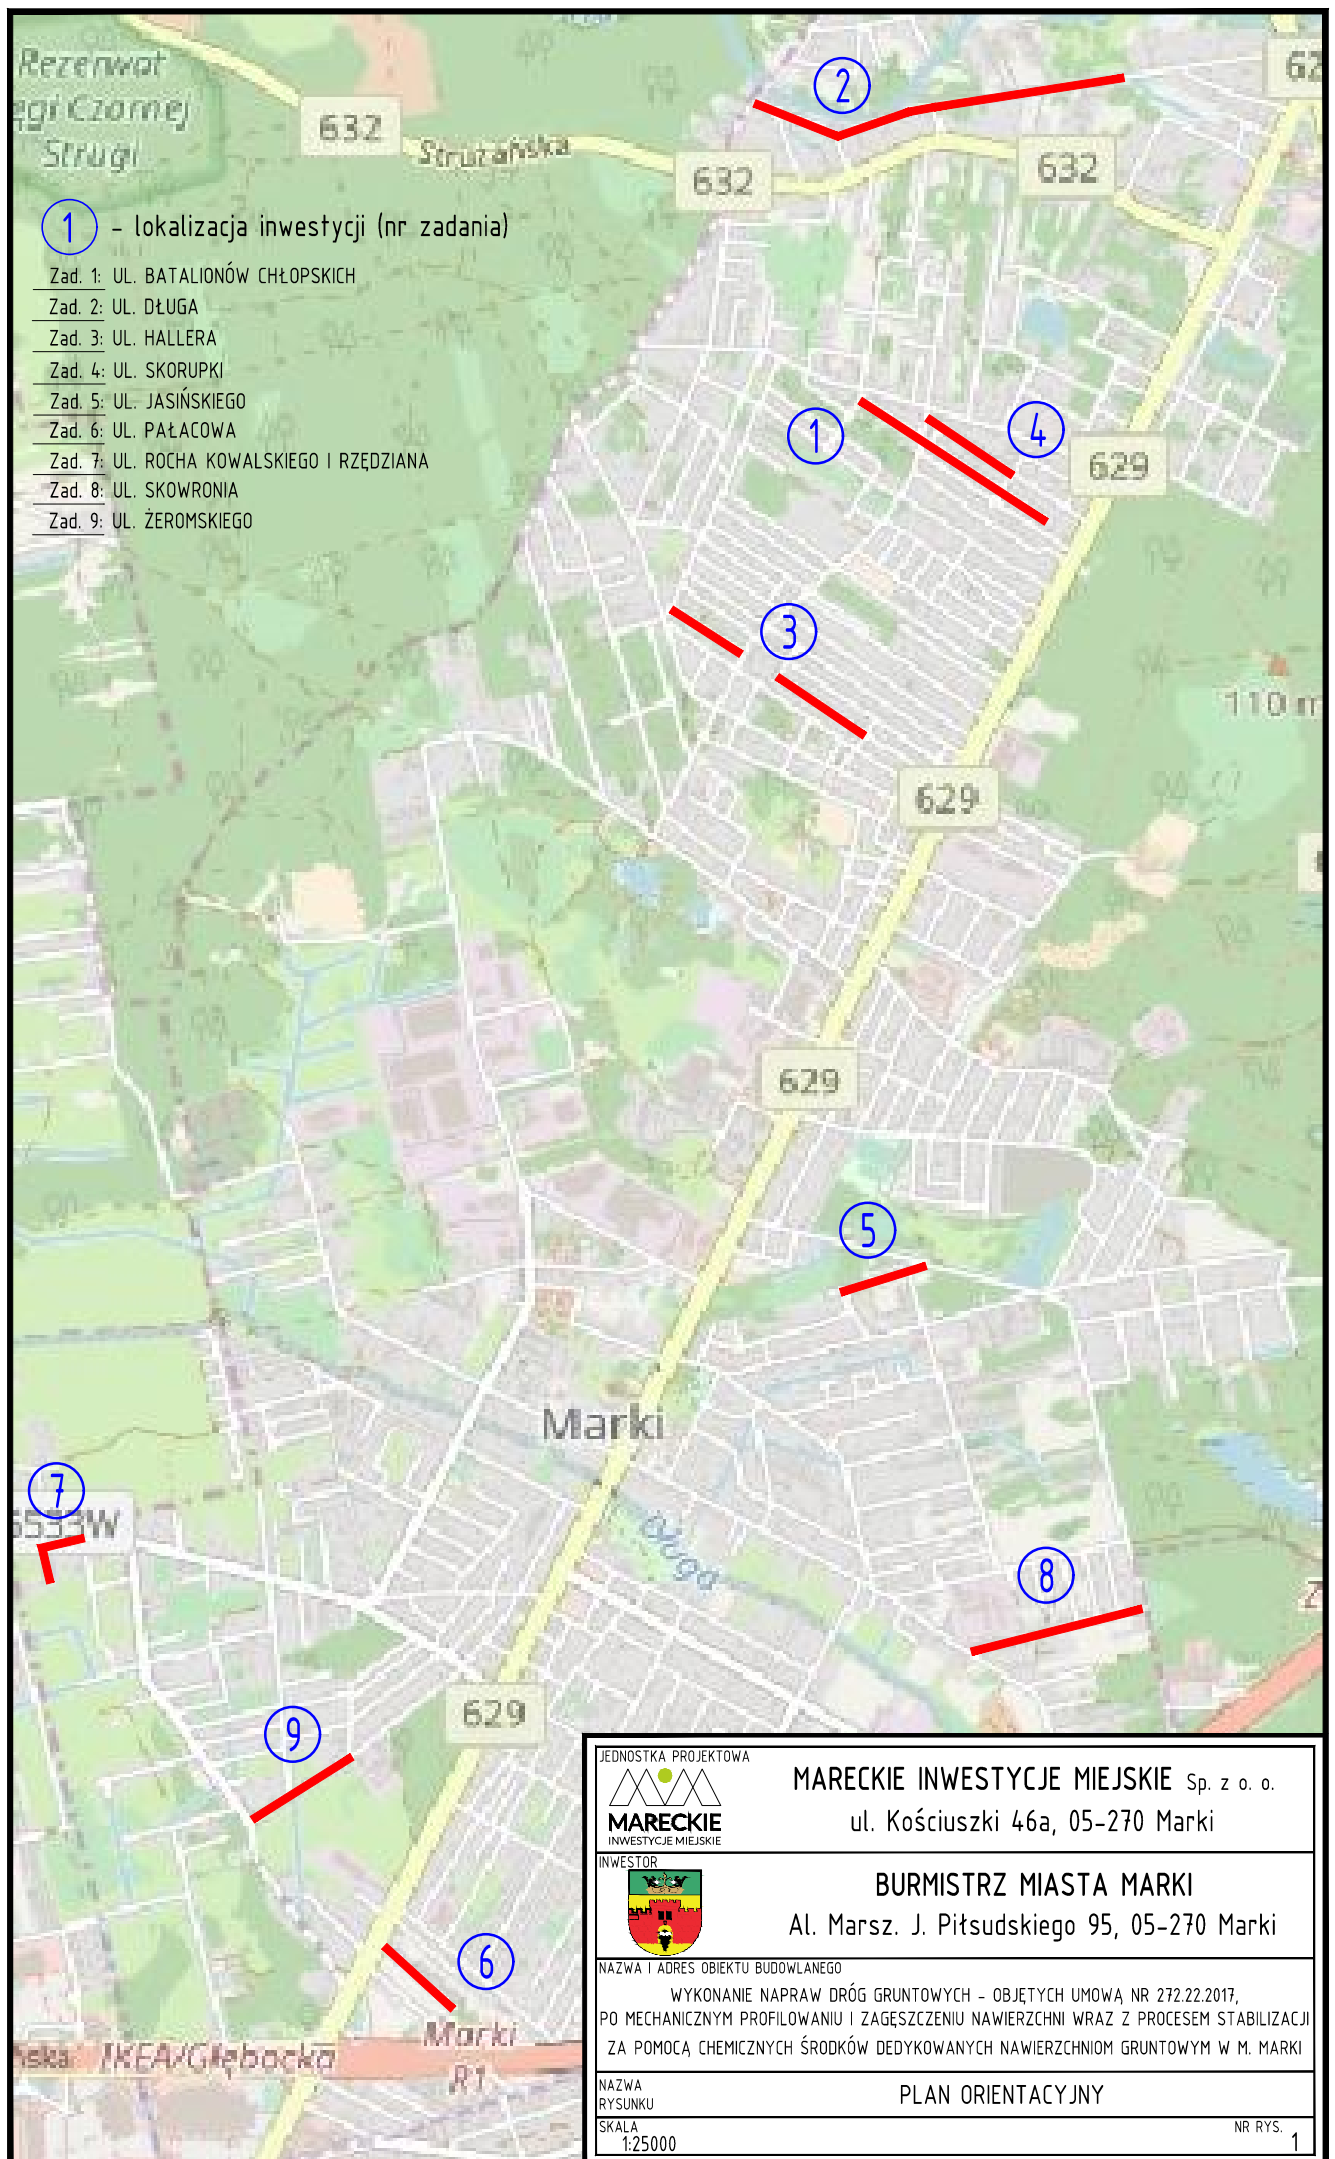 Rezerwat
Łęgi Czarnej
Strugi
632
Strużańska
632
632
2
1 - lokalizacja inwestycji (nr zadania)
Zad. 1: UL. BATALIONÓW CHŁOPSKICH
Zad. 2: UL. DŁUGA
Zad. 3: UL. HALLERA
Zad. 4: UL. SKORUPKI
Zad. 5: UL. JASIŃSKIEGO
Zad. 6: UL. PAŁACOWA
Zad. 7: UL. ROCHA KOWALSKIEGO I RZĘDZIANA
Zad. 8: UL. SKOWRONIA
Zad. 9: UL. ŻEROMSKIEGO
1
4
629
3
110 m
629
629
5
Marki
7
5533W
Długa
8
629
9
6
Marki
R1
IKEA/Głębocka
JEDNOSTKA PROJEKTOWA
MARECKIE
INWESTYCJE MIEJSKIE
MARECKIE INWESTYCJE MIEJSKIE Sp. z o. o.
ul. Kościuszki 46a, 05-270 Marki
INWESTOR
BURMISTRZ MIASTA MARKI
Al. Marsz. J. Piłsudskiego 95, 05-270 Marki
NAZWA I ADRES OBIEKTU BUDOWLANEGO
WYKONANIE NAPRAW DRÓG GRUNTOWYCH - OBJĘTYCH UMOWĄ NR 272.22.2017,
PO MECHANICZNYM PROFILOWANIU I ZAGĘSZCZENIU NAWIERZCHNI WRAZ Z PROCESEM STABILIZACJI
ZA POMOCĄ CHEMICZNYCH ŚRODKÓW DEDYKOWANYCH NAWIERZCHNIOM GRUNTOWYM W M. MARKI
NAZWA
RYSUNKU
PLAN ORIENTACYJNY
SKALA
1:25000
NR RYS.
1